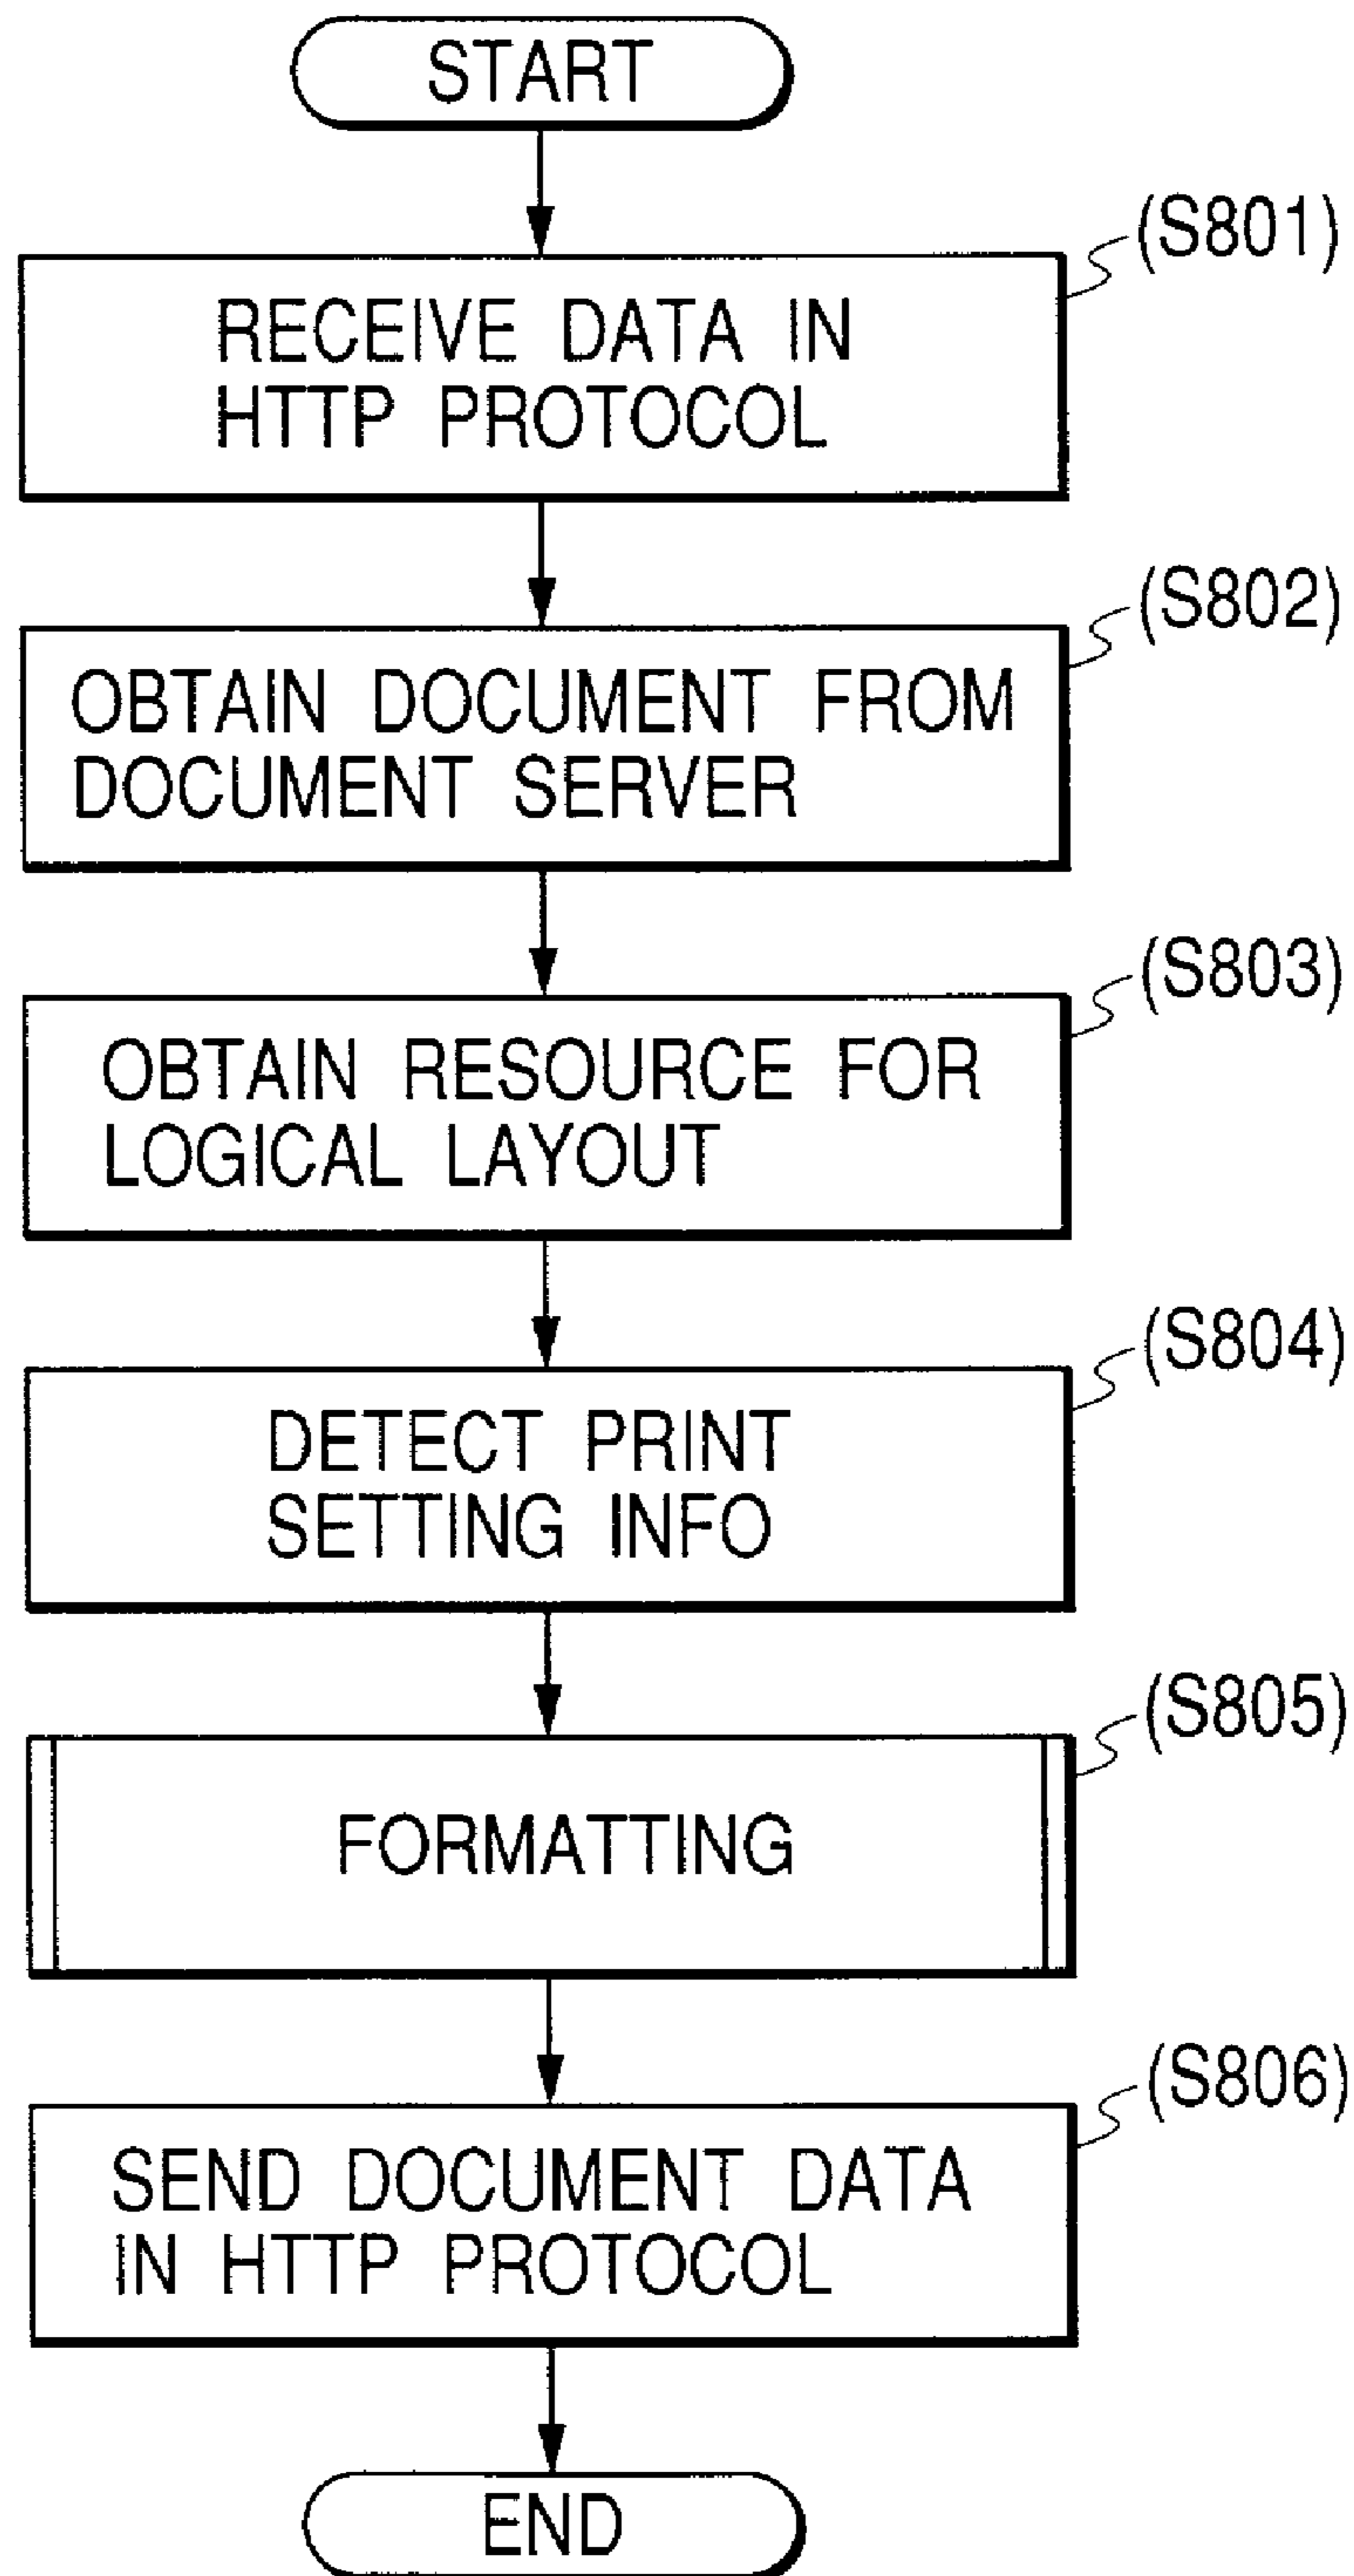 START
(S801)
RECEIVE DATA IN
HTTP PROTOCOL
(S802)
OBTAIN DOCUMENT FROM
DOCUMENT SERVER
(S803)
OBTAIN RESOURCE FOR
LOGICAL LAYOUT
(S804)
DETECT PRINT
SETTING INFO
(S805)
FORMATTING
(S806)
SEND DOCUMENT DATA
IN HTTP PROTOCOL
END